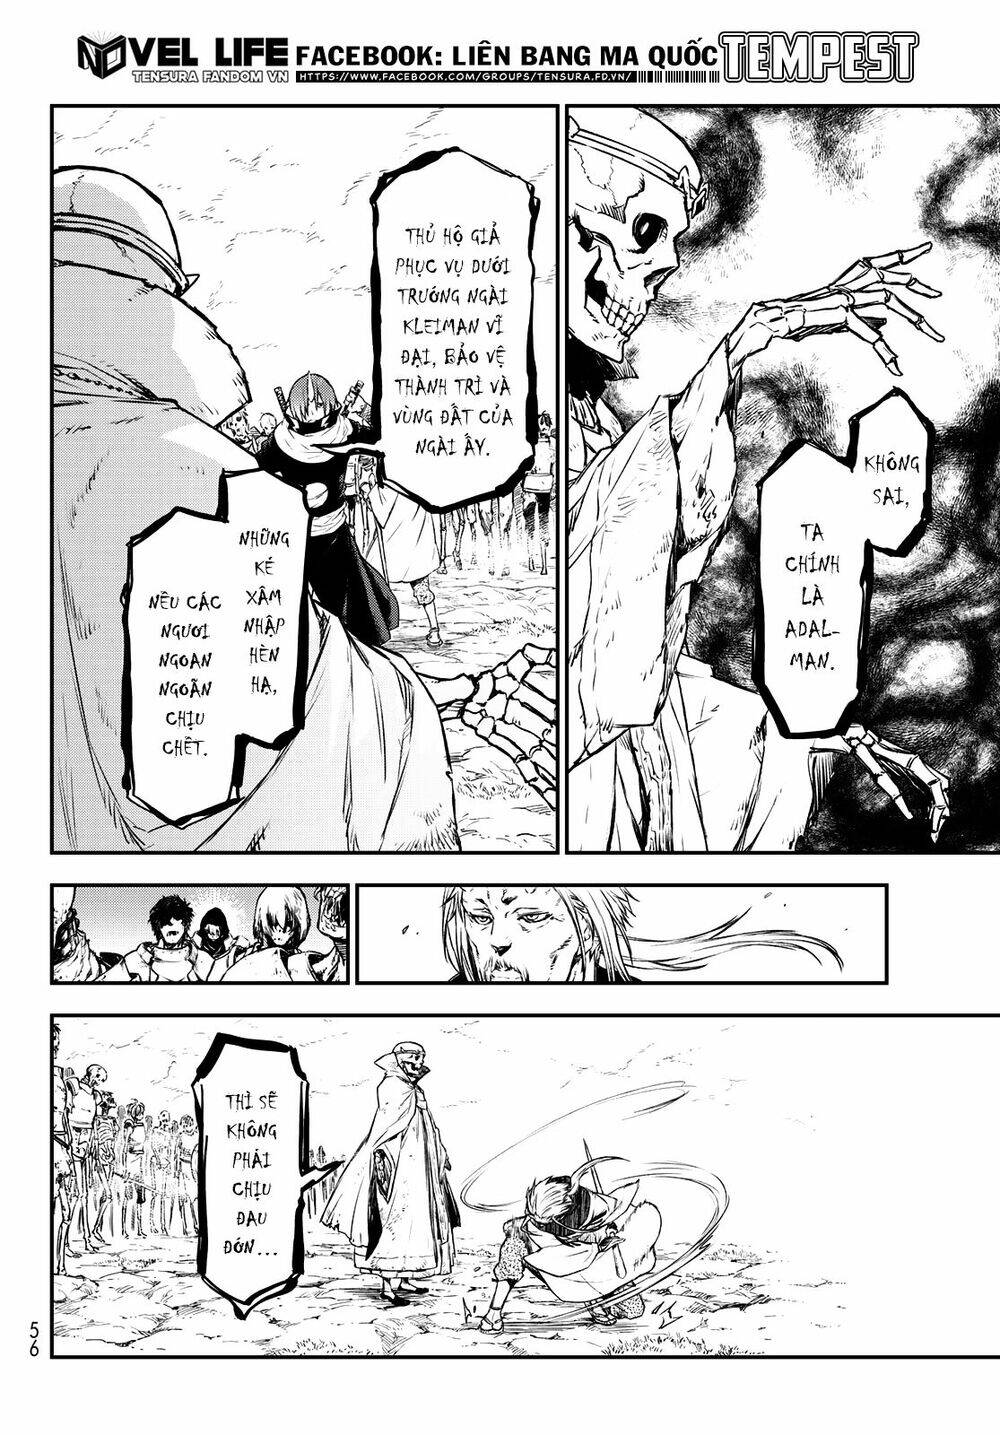 NOVEL LIFE
TENSURA FANDOM VN
FACEBOOK: LIÊN BANG MA QUỐC
HTTPS://WWW.FACEBOOK.COM/GROUPS/TENSURA.FD.VN/
TEMPEST
KHÔNG
SAI,
TA
CHÍNH
LÀ
ADAL-
MAN.
THỦ HỘ GIẢ
PHỤC VỤ DƯỚI
TRƯỚNG NGÀI
KLEIMAN VĨ
ĐẠI, BẢO VỆ
THÀNH TRÌ VÀ
VÙNG ĐẤT CỦA
NGÀI ẤY.
NHỮNG
KẺ
XÂM
NHẬP
HÈN
HẠ,
NẾU CÁC
NGƯƠI
NGOAN
NGOÃN
CHỊU
CHẾT.
THÌ SẼ
KHÔNG
PHẢI
CHỊU
ĐAU
ĐỚN...
56